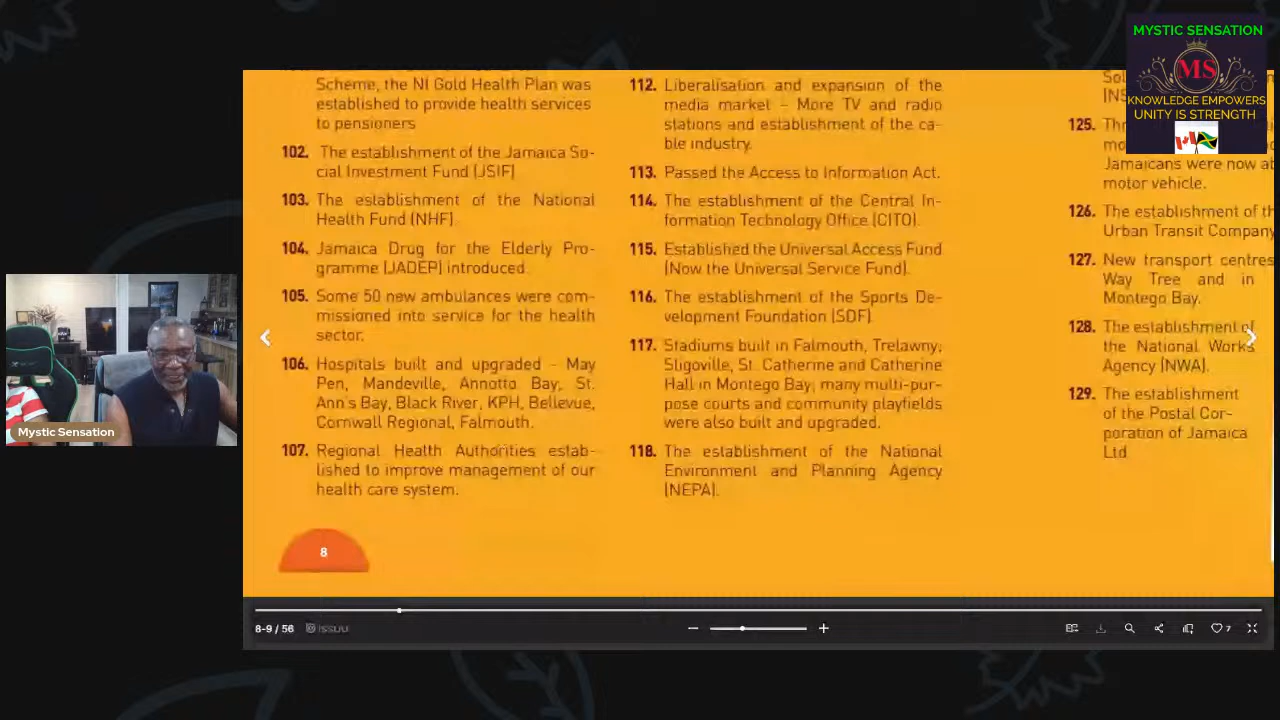 Scheme, the NI Gold Health Plan was
established to provide health services
to pensioners
102. The establishment of the Jamaica So-
cial Investment Fund (JSIF)
103. The establishment of the National
Health Fund (NHF).
104. Jamaica Drug for the Elderly Pro-
gramme (JADEP) introduced.
105. Some 50 new ambulances were com-
missioned into service for the health
sector.
106. Hospitals built and upgraded - May
Pen, Mandeville, Annotto Bay, St.
Ann's Bay, Black River, KPH, Bellevue,
Cornwall Regional, Falmouth.
107. Regional Health Authorities estab-
lished to improve management of our
health care system.
8
112. Liberalisation and expansion of the
media market - More TV and radio
stations and establishment of the ca-
ble industry.
113. Passed the Access to Information Act.
114. The establishment of the Central In-
formation Technology Office (CITO).
115. Established the Universal Access Fund
(Now the Universal Service Fund).
116. The establishment of the Sports De-
velopment Foundation (SDF)
117. Stadiums built in Falmouth, Trelawny;
Sligoville, St. Catherine and Catherine
Hall in Montego Bay; many multi-pur-
pose courts and community playfields
were also built and upgraded.
118. The establishment of the National
Environment and Planning Agency
(NEPA).
125.
Jamaicans were now
motor vehicle.
126. The establishment of
Urban Transit Company
127. New transport centres
Way Tree and in
Montego Bay.
128. The establishment of
the National Works
Agency (NWA).
129. The establishment
of the Postal Cor-
poration of Jamaica
Ltd
MYSTIC SENSATION
MS
KNOWLEDGE EMPOWERS
UNITY IS STRENGTH
Mystic Sensation
8-9 / 56 issuu
7